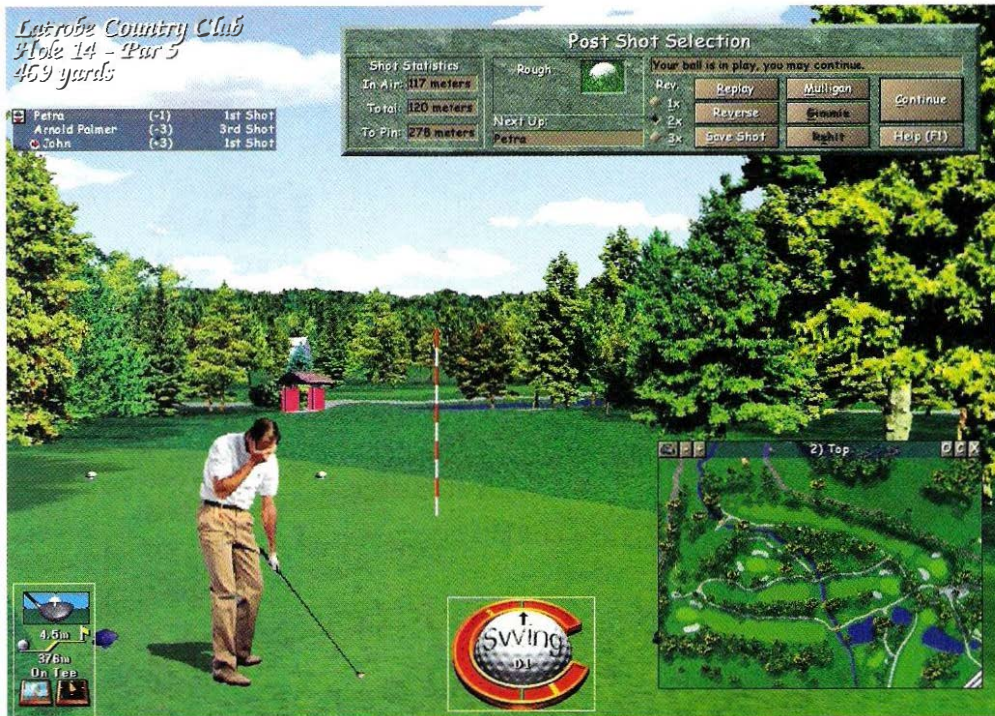 Latrobe Country Club
Hole 14 - Par 5
469 yards
Petra (-1) 1st Shot
Arnold Palmer (-3) 3rd Shot
John (-3) 1st Shot
Post Shot Selection
Shot Statistics
In Air: 117 meters
Total: 120 meters
To Pin: 276 meters
Rough
Next Up:
Petra
Your ball is in play, you may continue.
Rev.
1x
2x
3x
Replay
Reverse
Save Shot
Mulligan
Gimmie
Rehit
Continue
Help (F1)
2) Top
4.5m
376m
On Tee
Swing
D1